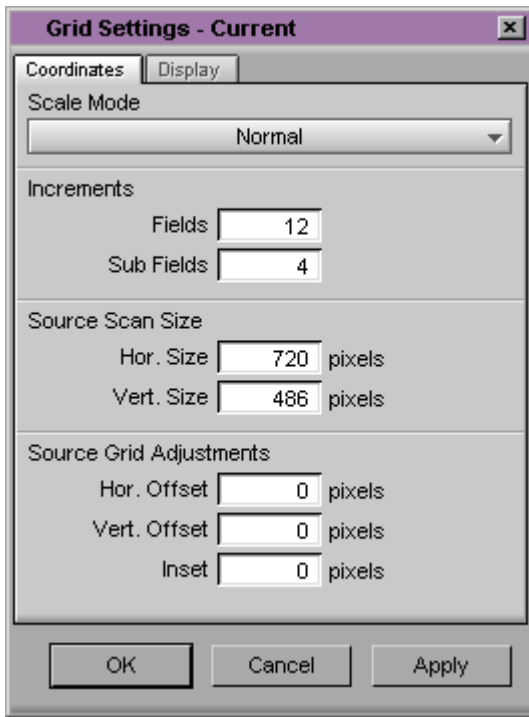 Grid Settings - Current
Coordinates Display
Scale Mode
Normal
Increments
Fields 12
Sub Fields 4
Source Scan Size
Hor. Size 720 pixels
Vert. Size 486 pixels
Source Grid Adjustments
Hor. Offset 0 pixels
Vert. Offset 0 pixels
Inset 0 pixels
OK Cancel Apply